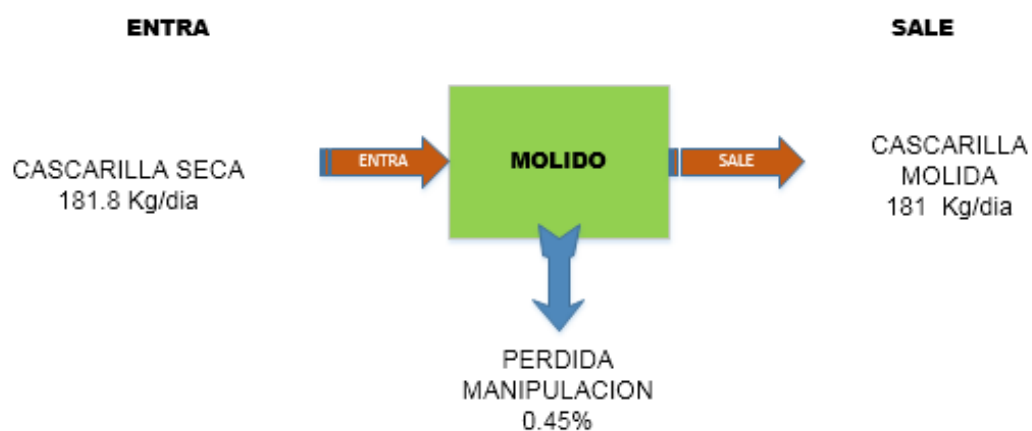 ENTRA
SALE
CASCARILLA SECA
181.8 Kg/dia
ENTRA
MOLIDO
SALE
CASCARILLA
MOLIDA
181 Kg/dia
PERDIDA
MANIPULACION
0.45%